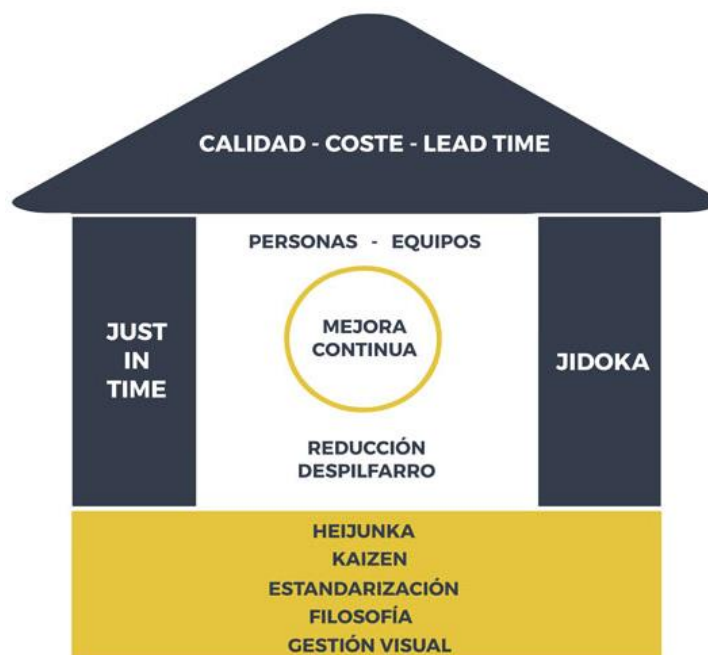 CALIDAD - COSTE - LEAD TIME
PERSONAS - EQUIPOS
JUST
IN
TIME
MEJORA
CONTINUA
JIDOKA
REDUCCIÓN
DESPILFARRO
HEIJUNKA
KAIZEN
ESTANDARIZACIÓN
FILOSOFÍA
GESTIÓN VISUAL